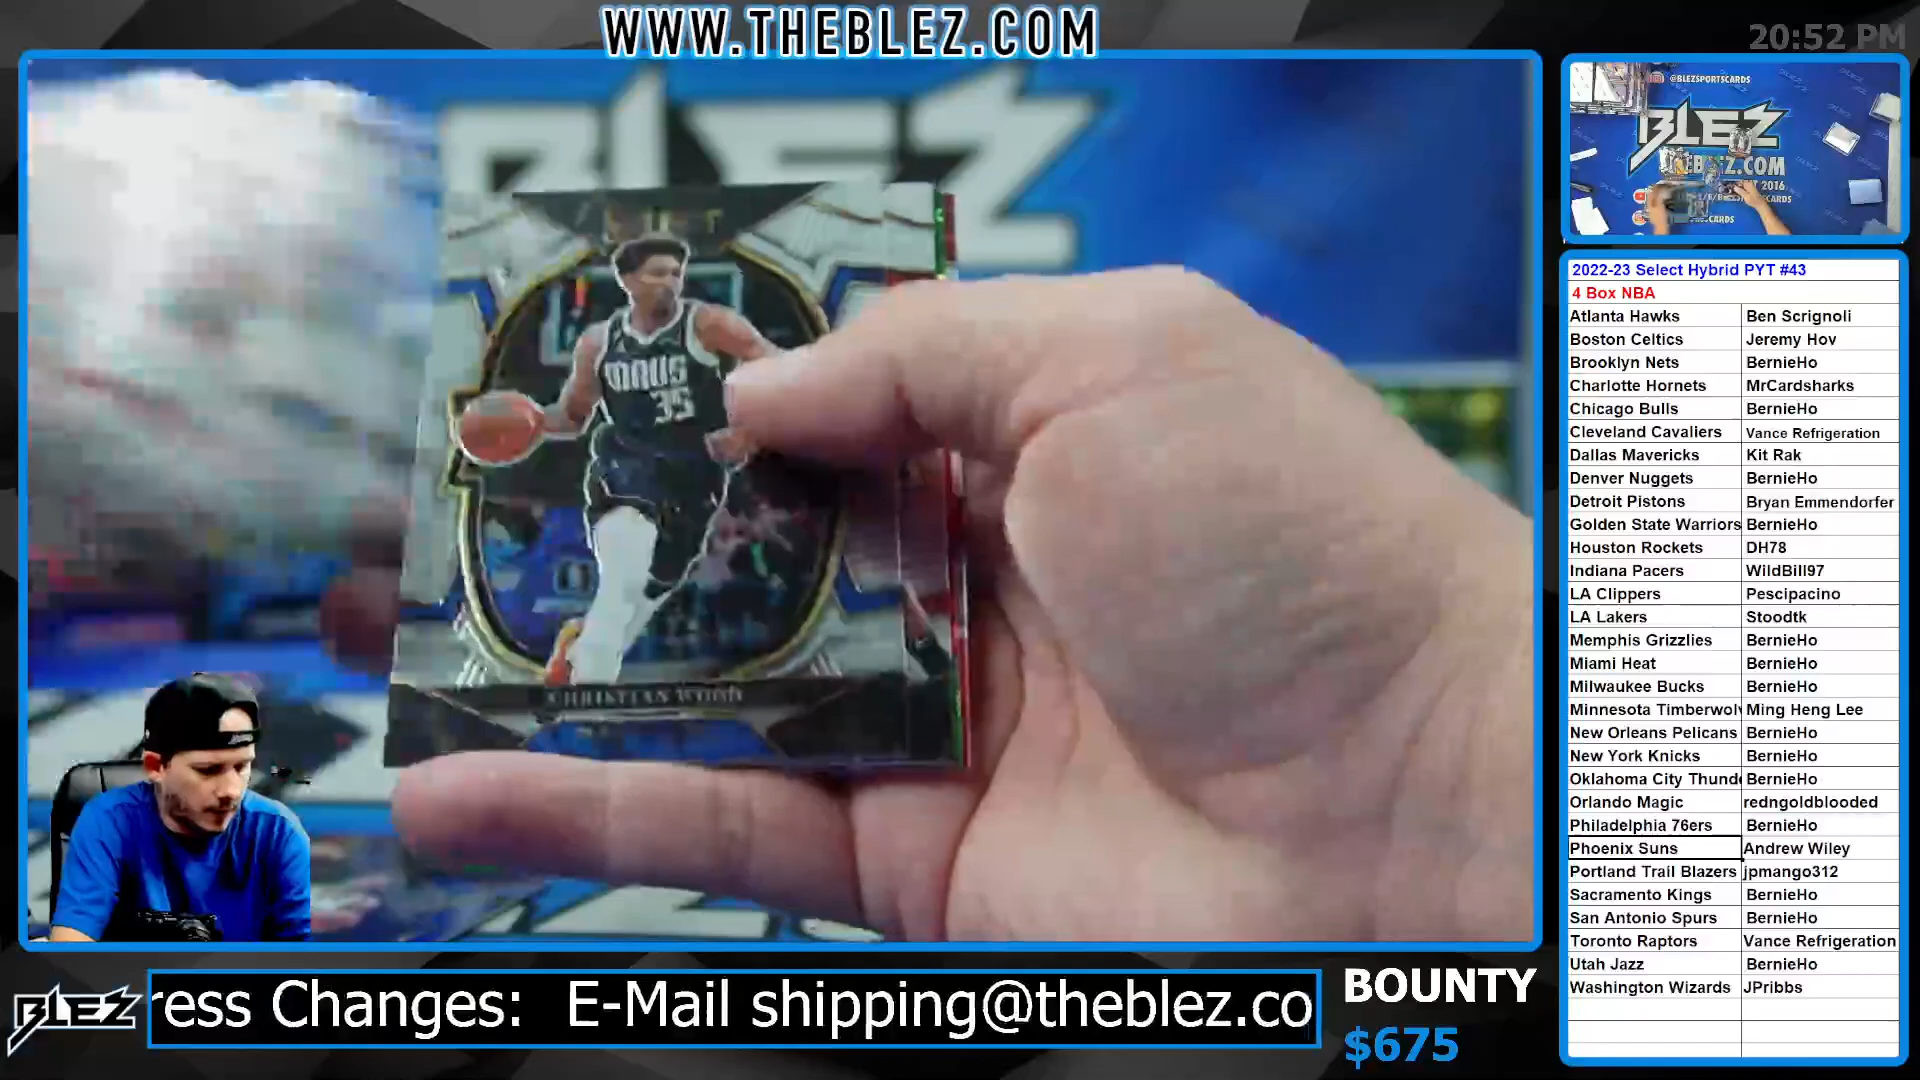 WWW.THEBLEZ.COM
20:52 PM
BLEZ
MAVS
35
CHRISTIAN WOOD
@BLEZSPORTSCARDS
BLEZ
2016
2022-23 Select Hybrid PYT #43
4 Box NBA
Atlanta Hawks Ben Scrignoli
Boston Celtics Jeremy Hov
Brooklyn Nets BernieHo
Charlotte Hornets MrCardsharks
Chicago Bulls BernieHo
Cleveland Cavaliers Vance Refrigeration
Dallas Mavericks Kit Rak
Denver Nuggets BernieHo
Detroit Pistons Bryan Emmendorfer
Golden State Warriors BernieHo
Houston Rockets DH78
Indiana Pacers WildBill97
LA Clippers Pescipacino
LA Lakers Stoodtk
Memphis Grizzlies BernieHo
Miami Heat BernieHo
Milwaukee Bucks BernieHo
Minnesota Timberwolv Ming Heng Lee
New Orleans Pelicans BernieHo
New York Knicks BernieHo
Oklahoma City Thunde BernieHo
Orlando Magic redngoldblooded
Philadelphia 76ers BernieHo
Phoenix Suns Andrew Wiley
Portland Trail Blazers jpmango312
Sacramento Kings BernieHo
San Antonio Spurs BernieHo
Toronto Raptors Vance Refrigeration
Utah Jazz BernieHo
Washington Wizards JPribbs
BLEZ
ress Changes: E-Mail shipping@theblez.co
BOUNTY
$675